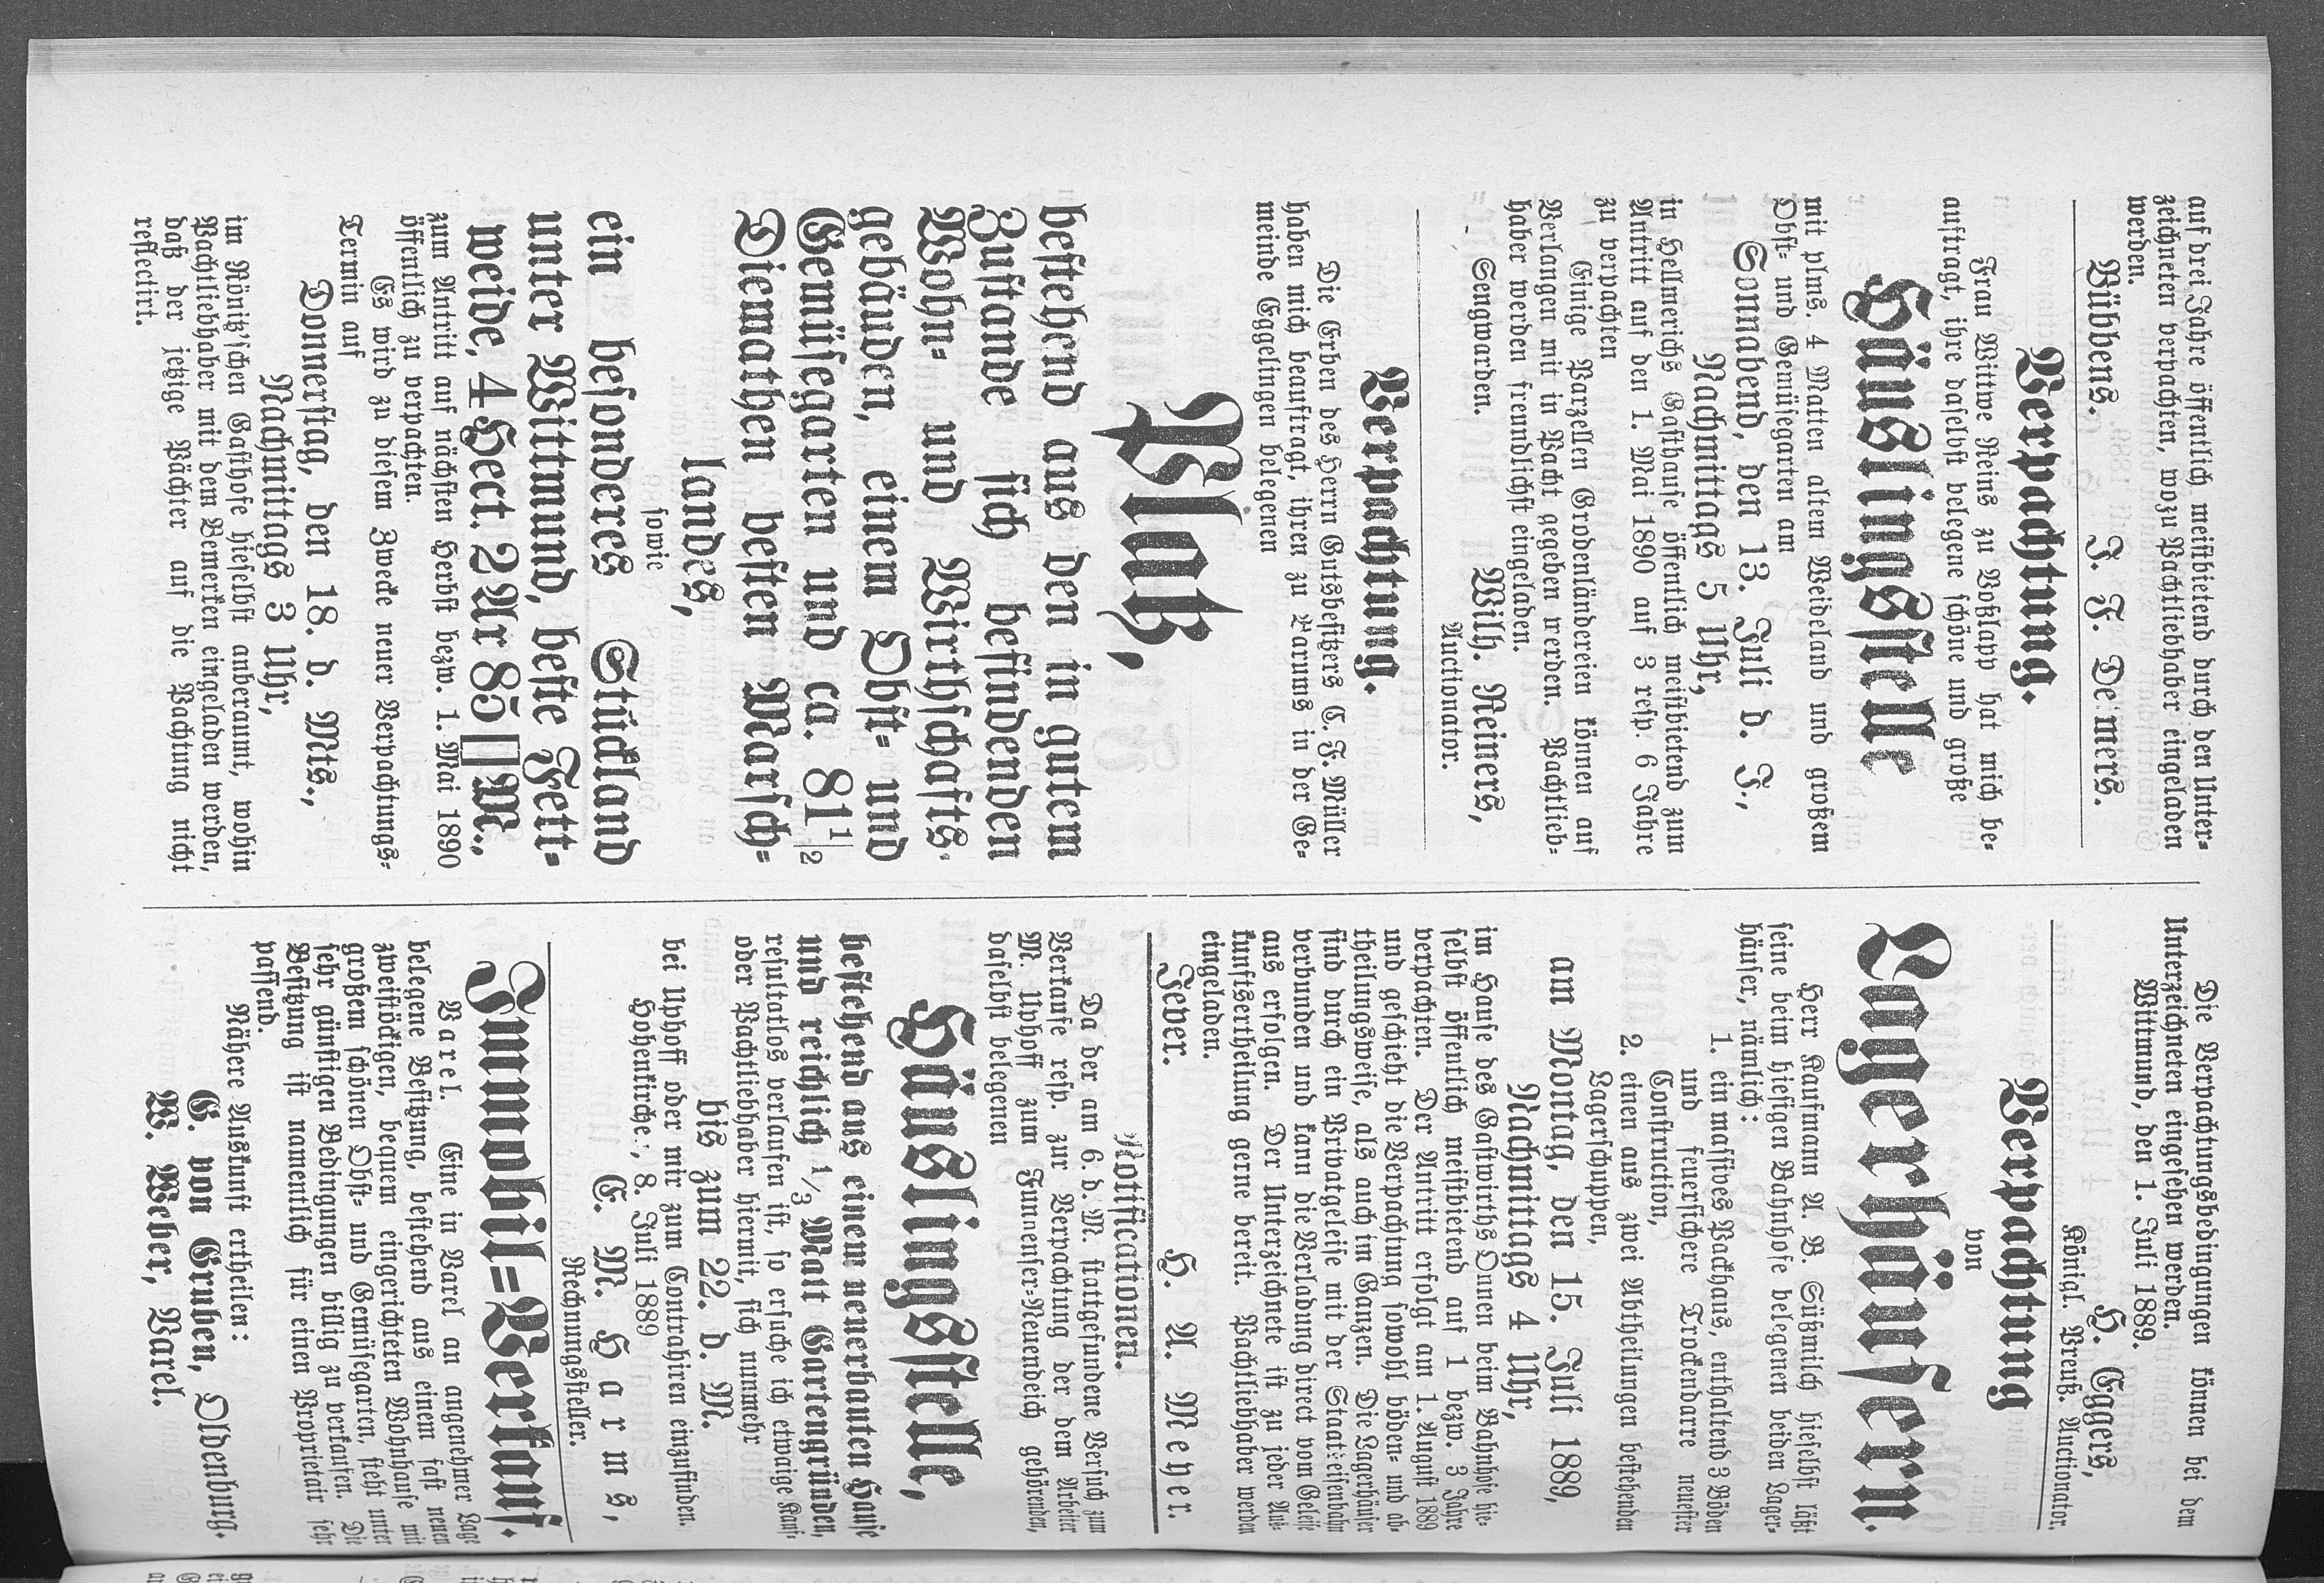 auf drei Jahre öffentlich meistbietend durch den Unter-
zeichneten verpachten, wozu Pachtliebhaber eingeladen
werden.
Wübbens. J. F. De mers.
Verpachtung.
Frau Wittwe Reins zu Voßlapp hat mich be-
auftragt, ihre daselbst belegene schöne und große
Häuslingsstelle
mit plms. 4 Matten altem Weideland und großem
Obst- und Gemüsegarten am
Sonnabend, den 13. Juli d. J.,
Nachmittags 5 Uhr,
in Hellmerichs Gasthause öffentlich meistbietend zum
Antritt auf den 1. Mai 1890 auf 3 resp. 6 Jahre
zu verpachten
Einige Parzellen Grodenländereien können auf
Verlangen mit in Pacht gegeben werden. Pachtlieb-
haber werden freundlichst eingeladen.
Sengwarden. Wilh. Reiners,
Auctionator.
Verpachtung.
Die Erben des Herrn Gutsbesitzers C. F. Müller
haben mich beauftragt, ihren zu Farums in der Ge-
meinde Eggelingen belegenen
Platz,
bestehend aus den in gutem
Zustande sich befindenden
Wohn- und Wirthschafts-
gebäuden, einem Obst- und
Gemüsegarten und ca. 81½
Diemathen besten Marsch-
landes,
sowie
ein besonderes Stückland
unter Wittmund, beste Fett-
weide, 4 Hect. 2 Ar 85 □M.,
zum Antritt auf nächsten Herbst bezw. 1. Mai 1890
öffentlich zu verpachten.
Es wird zu diesem Zwecke neuer Verpachtungs-
Termin auf
Donnerstag, den 18. d. Mts.,
Nachmittags 3 Uhr,
im Rönitz'schen Gasthofe hieselbst anberaumt, wohin
Pachtliebhaber mit dem Bemerken eingeladen werden,
daß der jetzige Pächter auf die Pachtung nicht
reflectirt.
Die Verpachtungsbedingungen können bei dem
Unterzeichneten eingesehen werden.
Wittmund, den 1. Juli 1889.
H. Eggers,
Königl. Preuß. Auctionator.
Verpachtung
von
Lagerhäusern.
Herr Kaufmann A. B. Süßmilch hieselbst läßt
seine beim hiesigen Bahnhofe belegenen beiden Lager-
häuser, nämlich:
1. ein massives Packhaus, enthaltend 3 Böden
und feuersichere Trockendarre neuester
Construction,
2. einen aus zwei Abtheilungen bestehenden
Lagerschuppen,
am Montag, den 15. Juli 1889,
Nachmittags 4 Uhr,
im Hause des Gastwirths Onnen beim Bahnhofe hie-
selbst öffentlich meistbietend auf 1 bezw. 3 Jahre
verpachten. Der Antritt erfolgt am 1. August 1889
und geschieht die Verpachtung sowohl böden- und ab-
theilungsweise, als auch im Ganzen. Die Lagerhäuser
sind durch ein Privatgeleise mit der Staatseisenbahn
verbunden und kann die Verladung direct vom Geleise
aus erfolgen. Der Unterzeichnete ist zu jeder Aus-
kunftsertheilung gerne bereit. Pachtliebhaber werden
eingeladen.
Jever. H. A. Meyer.
Notificationen.
Da der am 6. d. M. stattgefundene Versuch zum
Verkaufe resp. zur Verpachtung der dem Arbeiter
M. Uphoff zum Funnenser-Neuendeich gehörenden,
daselbst belegenen
Häuslingsstelle,
bestehend aus einem neuerbauten Hause
und reichlich ⅓ Matt Gartengründen,
resultatlos verlaufen ist, so ersuche ich etwaige Kauf-
oder Pachtliebhaber hiermit, sich nunmehr
bis zum 22. d. M.
bei Uphoff oder mir zum Contrahiren einzufinden.
Hohenkirchen, 8. Juli 1889
E. M. Harms,
Rechnungssteller.
Immobil-Verkauf.
Varel. Eine in Varel an angenehmer Lage
belegene Besitzung, bestehend aus einem fast neuen
zweistöckigen, bequem eingerichteten Wohnhause mit
großem schönen Obst- und Gemüsegarten, steht unter
sehr günstigen Bedingungen billig zu verkaufen. Die
Besitzung ist namentlich für einen Proprietair sehr
passend.
Nähere Auskunft ertheilen:
E. von Gruben, Oldenburg.
W. Weber, Varel.